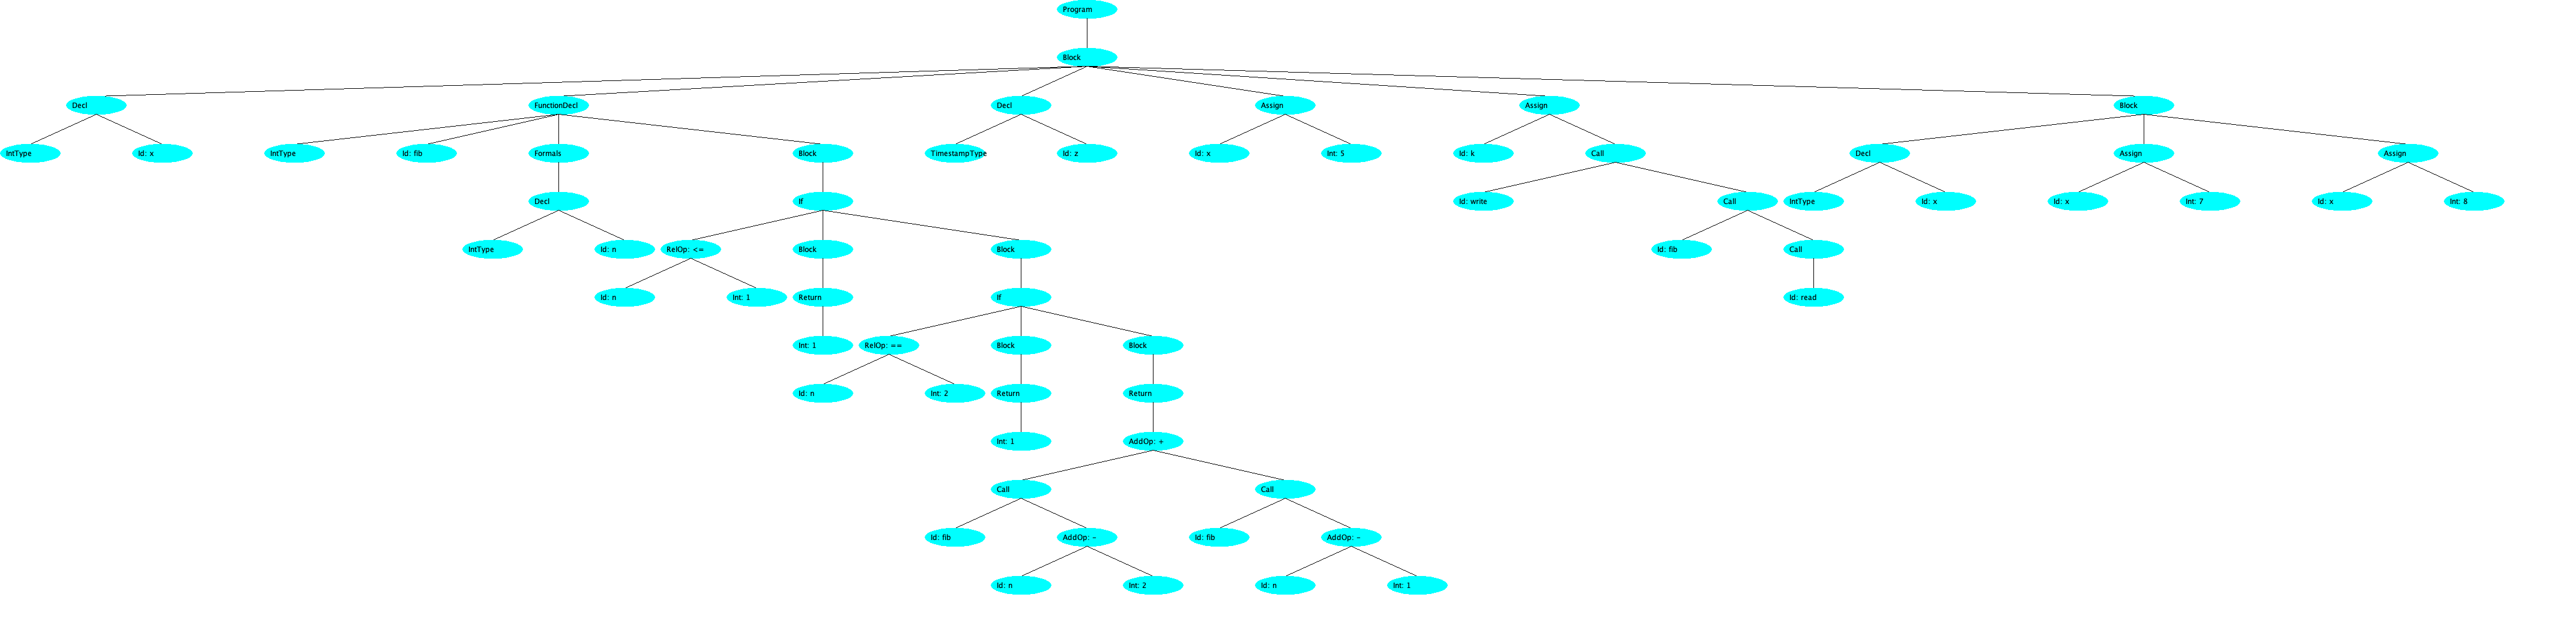 Program
Block
Decl FunctionDecl Decl Assign Assign Block
IntType Id: x IntType Id: fib Formals Block TimestampType Id: z Id: x Int: 5 Id: k Call Decl Assign Assign
Decl If Id: write Call IntType Id: x Id: x Int: 7 Id: x Int: 8
IntType Id: n RelOp: <= Block Block Id: fib Call
Id: n Int: 1 Return If Id: read
Int: 1 RelOp: == Block Block
Id: n Int: 2 Return Return
Int: 1 AddOp: +
Call Call
Id: fib AddOp: - Id: fib AddOp: -
Id: n Int: 2 Id: n Int: 1